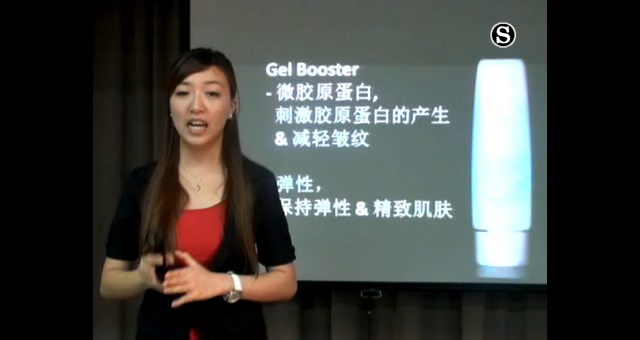 S
Gel Booster
- 微胶原蛋白,
刺激胶原蛋白的产生
& 减轻皱纹
弹性，
保持弹性 & 精致肌肤